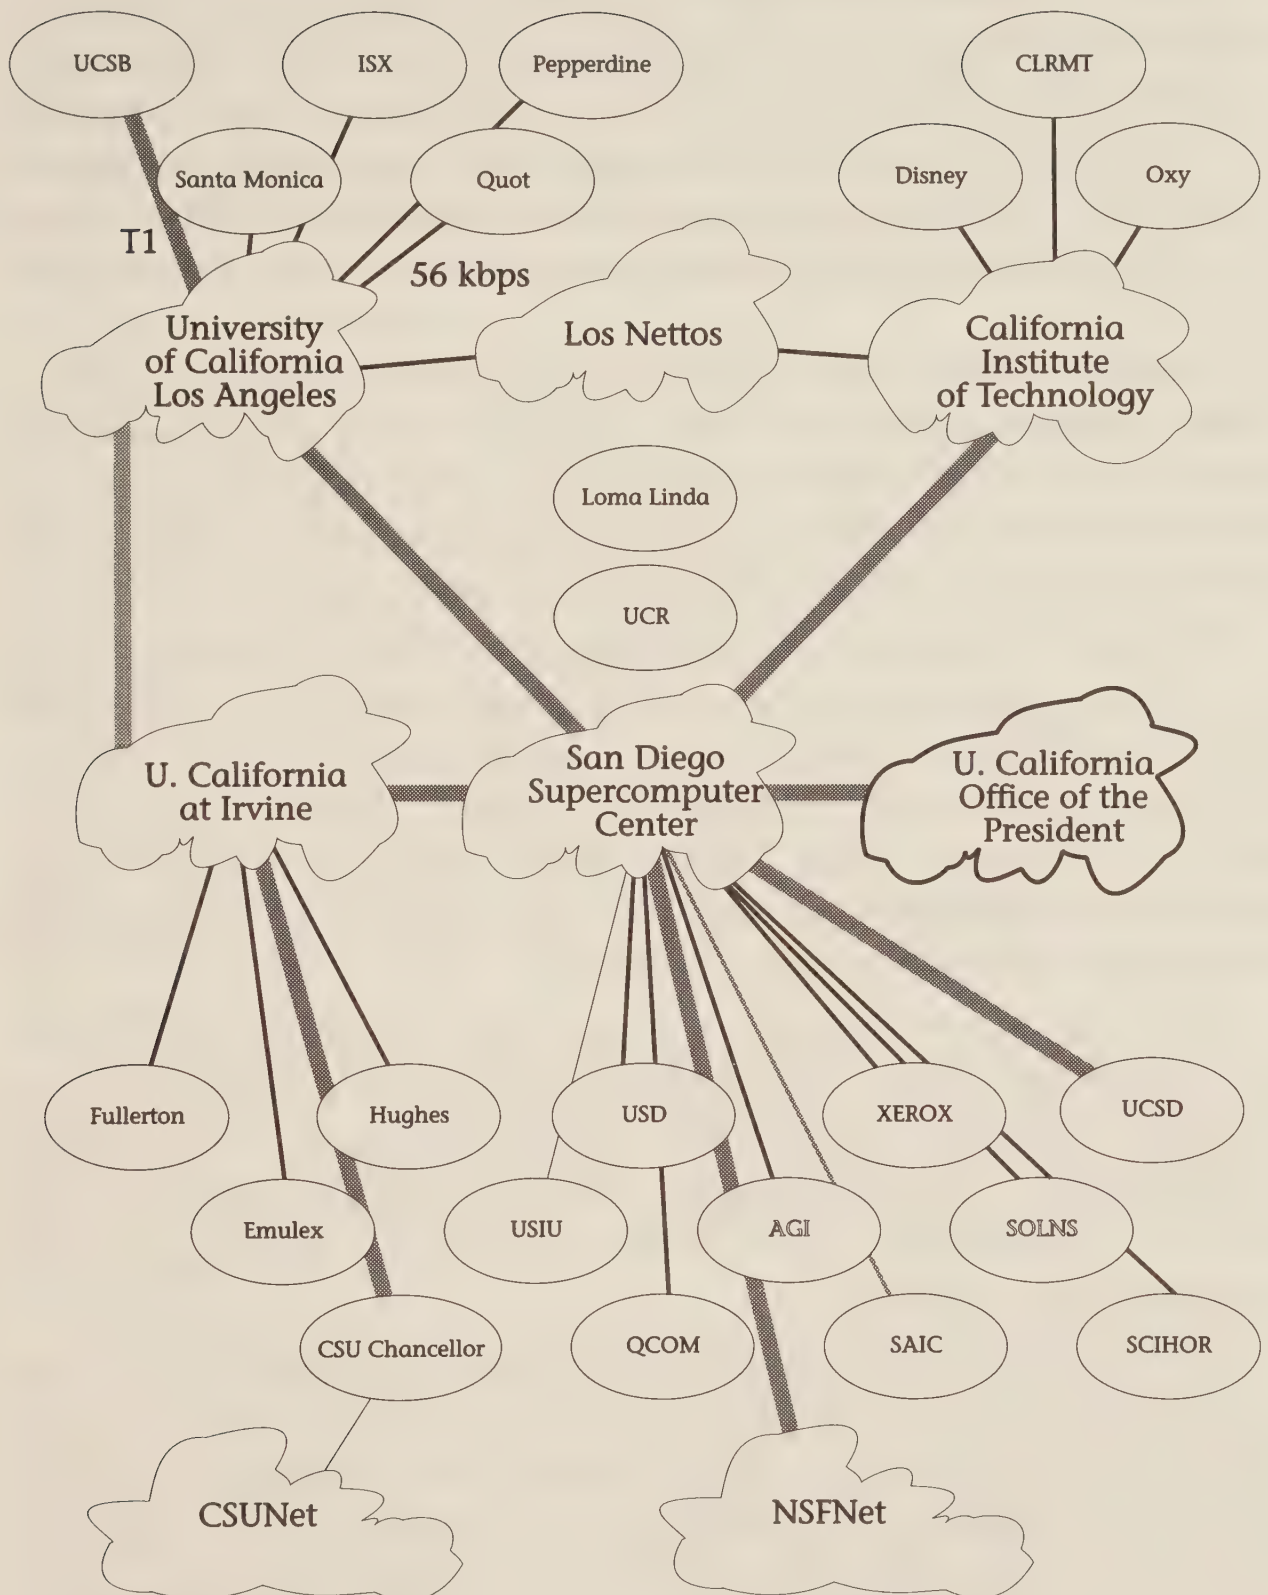 UCSB
ISX
Pepperdine
CLRMT
Santa Monica
Quot
Disney
Oxy
T1
56 kbps
University
of California
Los Angeles
Los Nettos
California
Institute
of Technology
Loma Linda
UCR
U. California
at Irvine
San Diego
Supercomputer
Center
U. California
Office of the
President
Fullerton
Hughes
USD
XEROX
UCSD
Emulex
USIU
AGI
SOLNS
CSU Chancellor
QCOM
SAIC
SCIHOR
CSUNet
NSFNet